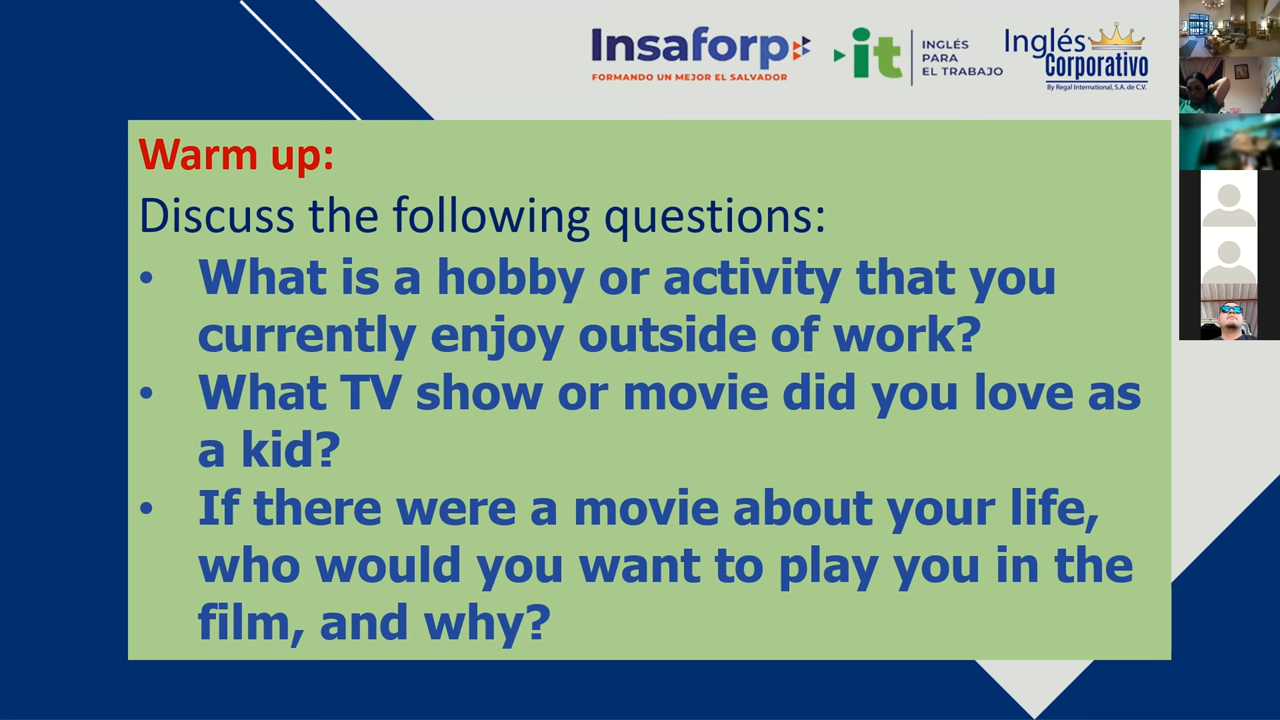 Insaforp
FORMANDO UN MEJOR EL SALVADOR
it
INGLÉS
PARA
EL TRABAJO
Inglés
Corporativo
By Regal International, S.A. de C.V.
Warm up:
Discuss the following questions:
• What is a hobby or activity that you
currently enjoy outside of work?
• What TV show or movie did you love as
a kid?
• If there were a movie about your life,
who would you want to play you in the
film, and why?